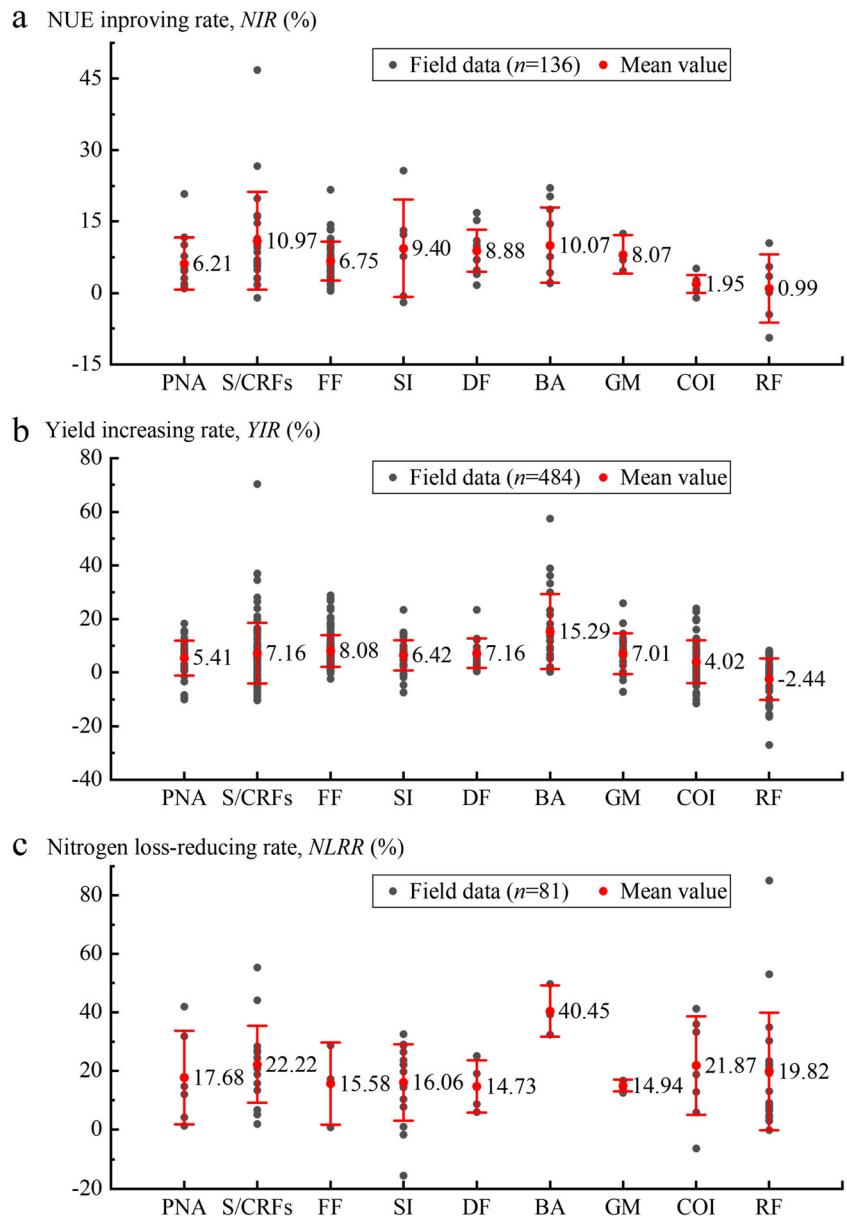 a NUE inproving rate, NIR (%)
Field data (n=136) Mean value
45
30
15
0
-15
6.21 10.97 6.75 9.40 8.88 10.07 8.07 1.95 0.99
PNA S/CRFs FF SI DF BA GM COI RF
b Yield increasing rate, YIR (%)
Field data (n=484) Mean value
80
60
40
20
0
-20
-40
5.41 7.16 8.08 6.42 7.16 15.29 7.01 4.02 -2.44
PNA S/CRFs FF SI DF BA GM COI RF
c Nitrogen loss-reducing rate, NLRR (%)
Field data (n=81) Mean value
80
60
40
20
0
-20
17.68 22.22 15.58 16.06 14.73 40.45 14.94 21.87 19.82
PNA S/CRFs FF SI DF BA GM COI RF